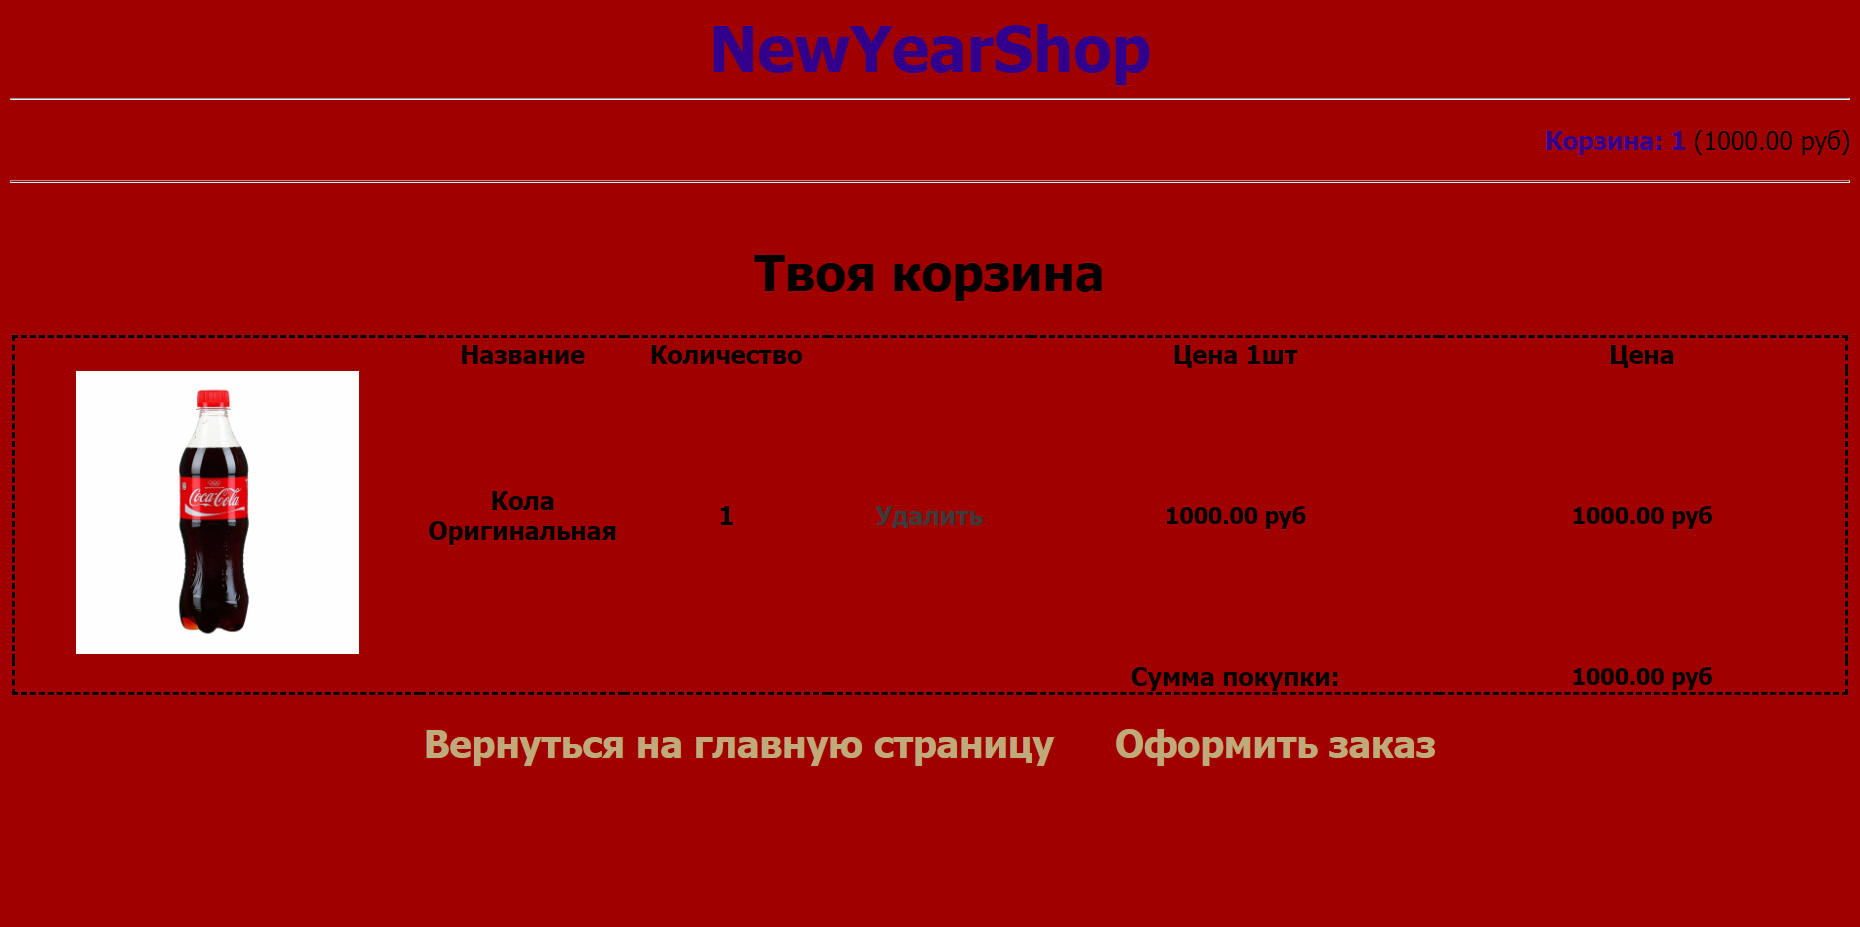 NewYearShop
Корзина: 1 (1000.00 руб)
Твоя корзина
Название Количество Цена 1шт Цена
Coca-Cola
Кола
Оригинальная
1 Удалить 1000.00 руб 1000.00 руб
Сумма покупки: 1000.00 руб
Вернуться на главную страницу Оформить заказ